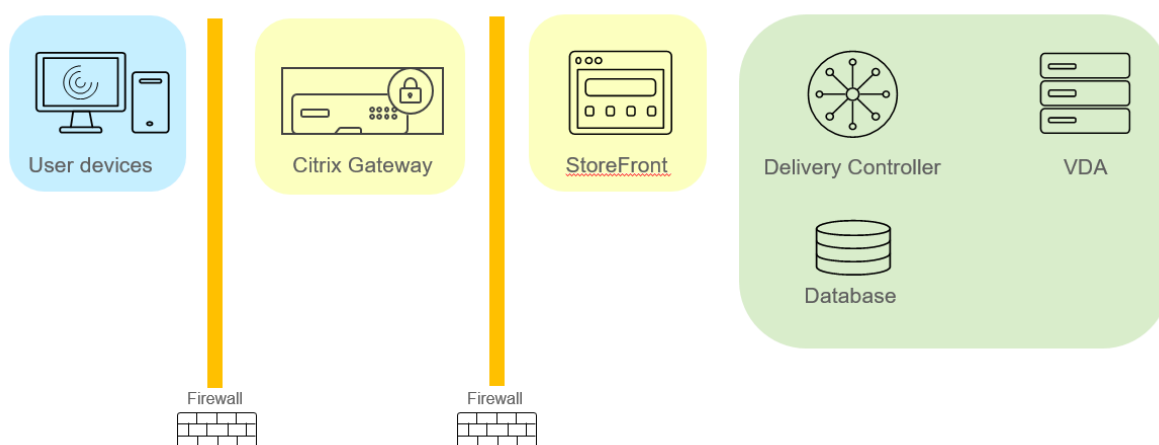 User devices
Citrix Gateway
StoreFront
Delivery Controller
VDA
Database
Firewall
Firewall